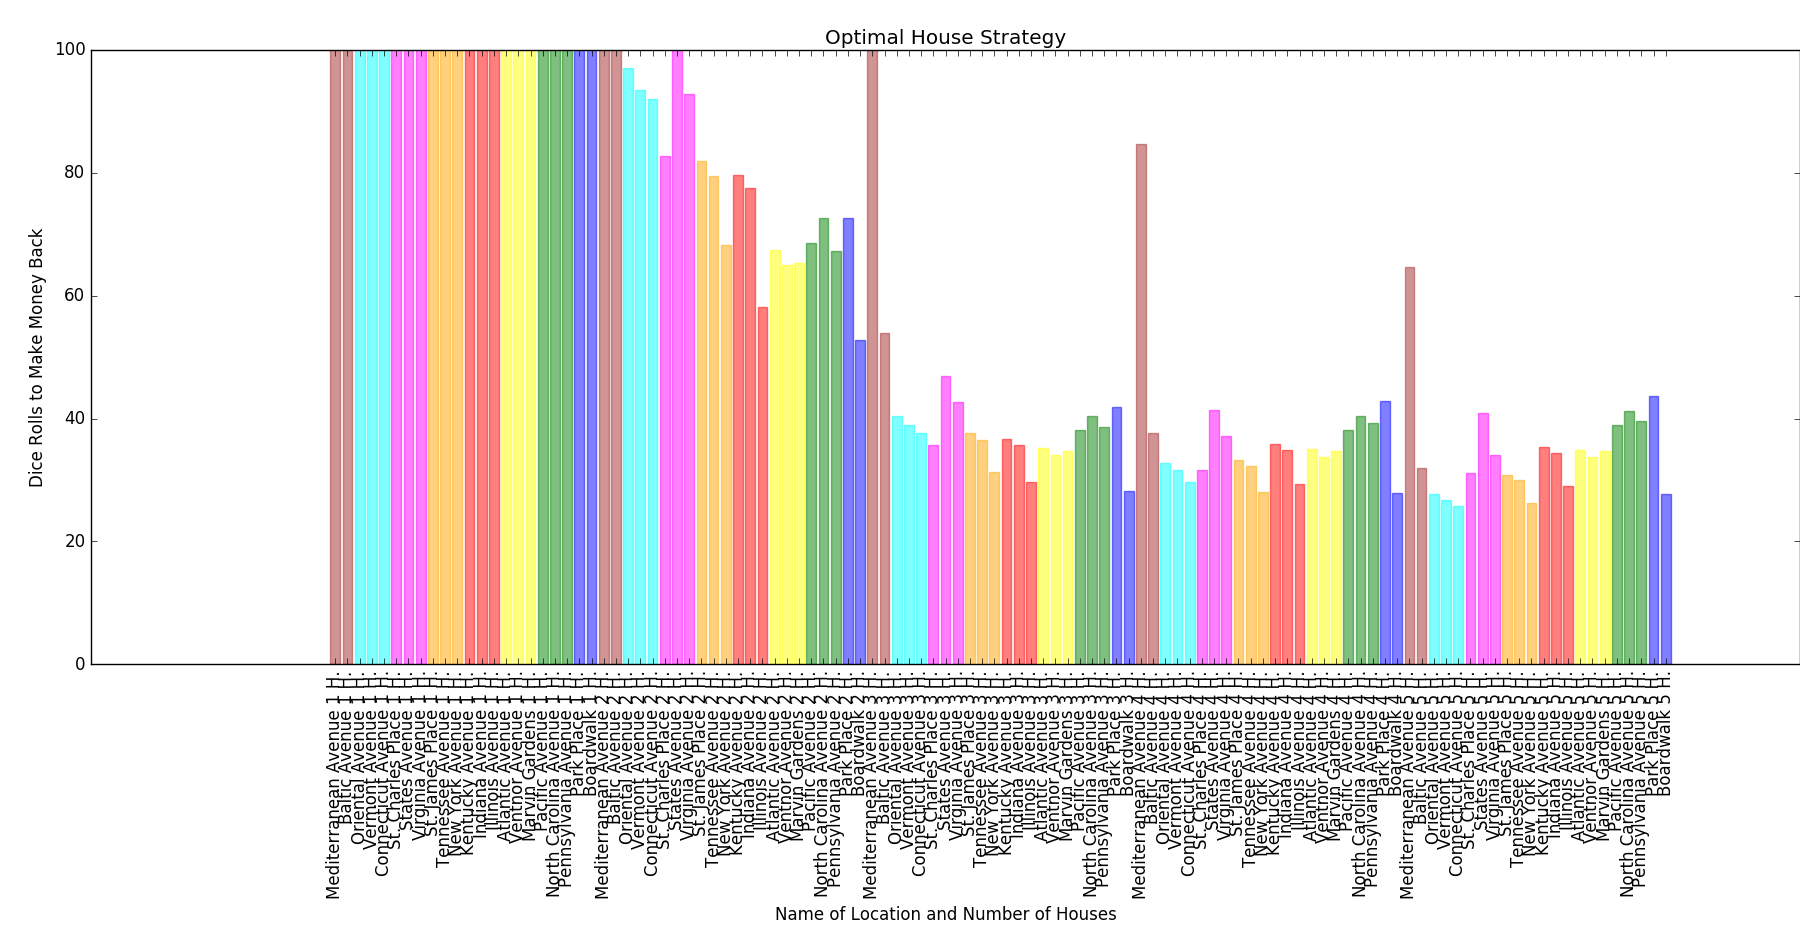 Optimal House Strategy
Dice Rolls to Make Money Back
100
80
60
40
20
0
Mediterranean Avenue 1 H.
Baltic Avenue 1 H.
Oriental Avenue 1 H.
Vermont Avenue 1 H.
Connecticut Avenue 1 H.
St. Charles Place 1 H.
States Avenue 1 H.
Virginia Avenue 1 H.
St. James Place 1 H.
Tennessee Avenue 1 H.
New York Avenue 1 H.
Kentucky Avenue 1 H.
Indiana Avenue 1 H.
Illinois Avenue 1 H.
Atlantic Avenue 1 H.
Ventnor Avenue 1 H.
Marvin Gardens 1 H.
Pacific Avenue 1 H.
North Carolina Avenue 1 H.
Pennsylvania Avenue 1 H.
Park Place 1 H.
Boardwalk 1 H.
Mediterranean Avenue 2 H.
Baltic Avenue 2 H.
Oriental Avenue 2 H.
Vermont Avenue 2 H.
Connecticut Avenue 2 H.
St. Charles Place 2 H.
States Avenue 2 H.
Virginia Avenue 2 H.
St. James Place 2 H.
Tennessee Avenue 2 H.
New York Avenue 2 H.
Kentucky Avenue 2 H.
Indiana Avenue 2 H.
Illinois Avenue 2 H.
Atlantic Avenue 2 H.
Ventnor Avenue 2 H.
Marvin Gardens 2 H.
Pacific Avenue 2 H.
North Carolina Avenue 2 H.
Pennsylvania Avenue 2 H.
Park Place 2 H.
Boardwalk 2 H.
Mediterranean Avenue 3 H.
Baltic Avenue 3 H.
Oriental Avenue 3 H.
Vermont Avenue 3 H.
Connecticut Avenue 3 H.
St. Charles Place 3 H.
States Avenue 3 H.
Virginia Avenue 3 H.
St. James Place 3 H.
Tennessee Avenue 3 H.
New York Avenue 3 H.
Kentucky Avenue 3 H.
Indiana Avenue 3 H.
Illinois Avenue 3 H.
Atlantic Avenue 3 H.
Ventnor Avenue 3 H.
Marvin Gardens 3 H.
Pacific Avenue 3 H.
North Carolina Avenue 3 H.
Pennsylvania Avenue 3 H.
Park Place 3 H.
Boardwalk 3 H.
Mediterranean Avenue 4 H.
Baltic Avenue 4 H.
Oriental Avenue 4 H.
Vermont Avenue 4 H.
Connecticut Avenue 4 H.
St. Charles Place 4 H.
States Avenue 4 H.
Virginia Avenue 4 H.
St. James Place 4 H.
Tennessee Avenue 4 H.
New York Avenue 4 H.
Kentucky Avenue 4 H.
Indiana Avenue 4 H.
Illinois Avenue 4 H.
Atlantic Avenue 4 H.
Ventnor Avenue 4 H.
Marvin Gardens 4 H.
Pacific Avenue 4 H.
North Carolina Avenue 4 H.
Pennsylvania Avenue 4 H.
Park Place 4 H.
Boardwalk 4 H.
Mediterranean Avenue 5 H.
Baltic Avenue 5 H.
Oriental Avenue 5 H.
Vermont Avenue 5 H.
Connecticut Avenue 5 H.
St. Charles Place 5 H.
States Avenue 5 H.
Virginia Avenue 5 H.
St. James Place 5 H.
Tennessee Avenue 5 H.
New York Avenue 5 H.
Kentucky Avenue 5 H.
Indiana Avenue 5 H.
Illinois Avenue 5 H.
Atlantic Avenue 5 H.
Ventnor Avenue 5 H.
Marvin Gardens 5 H.
Pacific Avenue 5 H.
North Carolina Avenue 5 H.
Pennsylvania Avenue 5 H.
Park Place 5 H.
Boardwalk 5 H.
Name of Location and Number of Houses